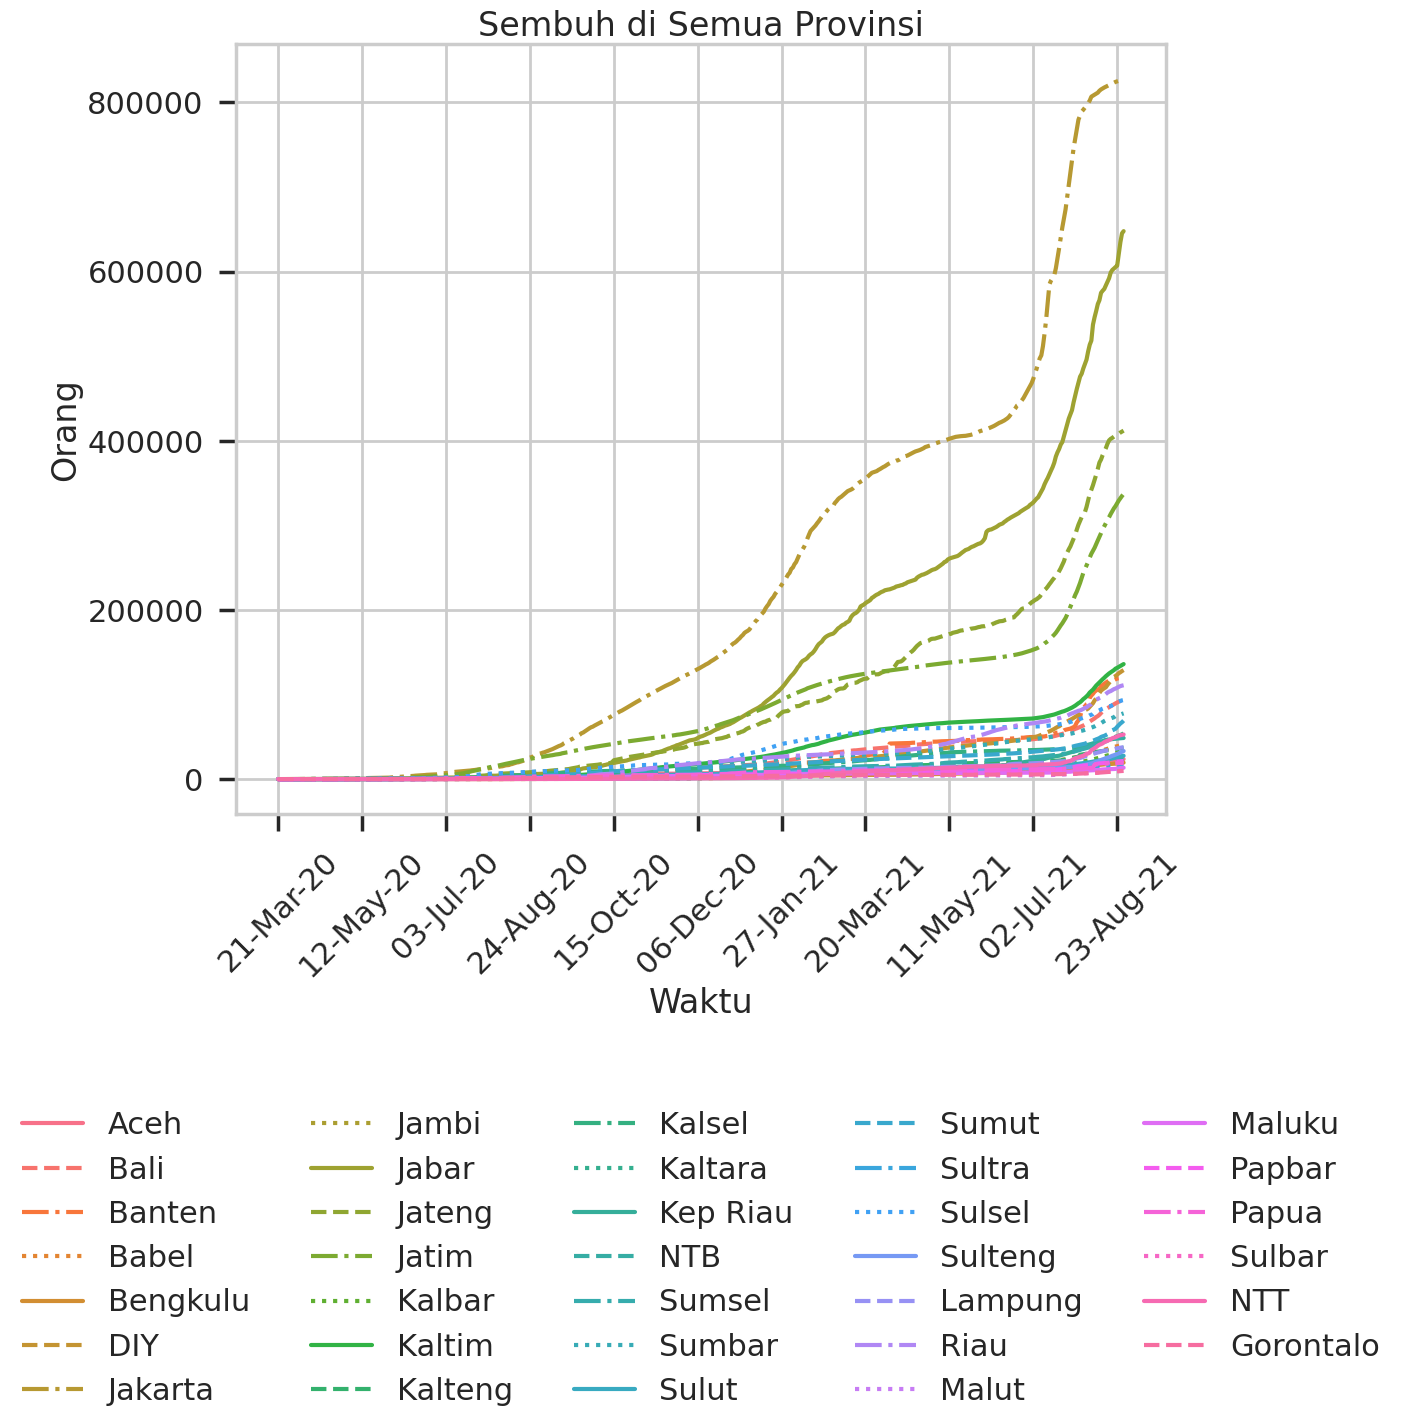 Sembuh di Semua Provinsi
800000
600000
400000
200000
0
Orang
21-Mar-20
12-May-20
03-Jul-20
24-Aug-20
15-Oct-20
06-Dec-20
27-Jan-21
20-Mar-21
11-May-21
02-Jul-21
23-Aug-21
Waktu
Aceh
Bali
Banten
Babel
Bengkulu
DIY
Jakarta
Jambi
Jabar
Jateng
Jatim
Kalbar
Kaltim
Kalteng
Kalsel
Kaltara
Kep Riau
NTB
Sumsel
Sumbar
Sulut
Sumut
Sultra
Sulsel
Sulteng
Lampung
Riau
Malut
Maluku
Papbar
Papua
Sulbar
NTT
Gorontalo